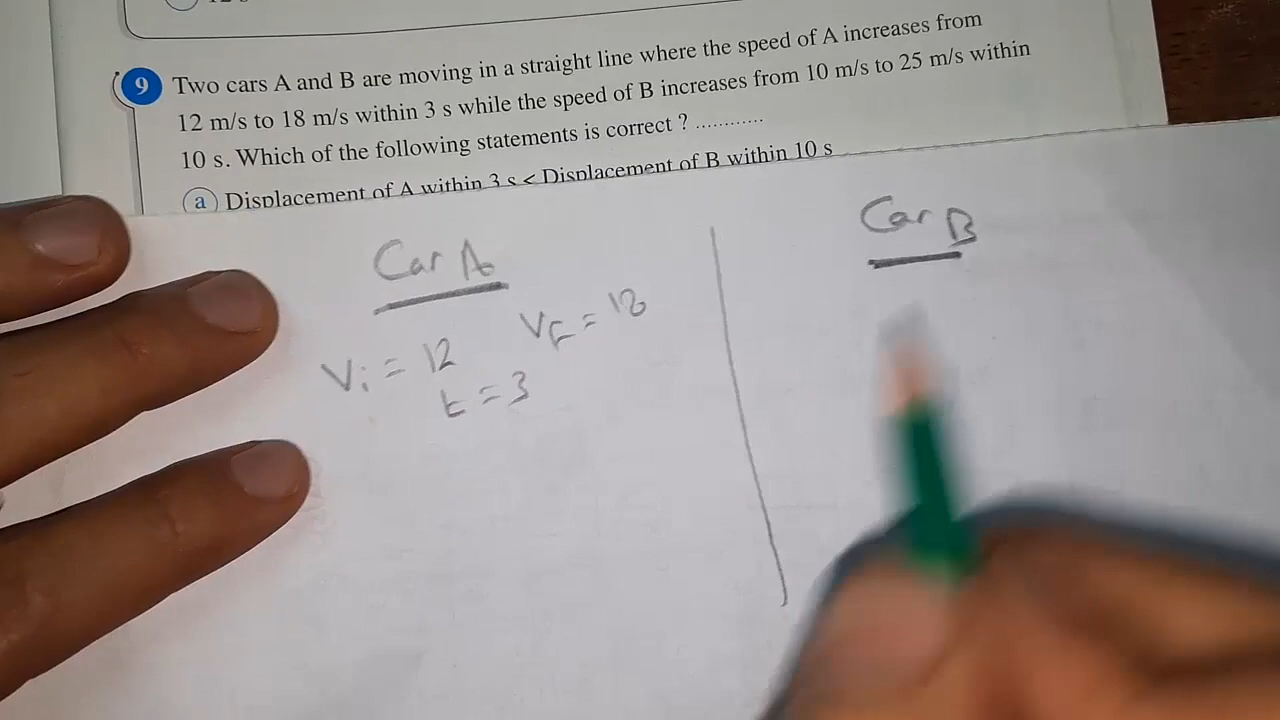 9 Two cars A and B are moving in a straight line where the speed of A increases from
12 m/s to 18 m/s within 3 s while the speed of B increases from 10 m/s to 25 m/s within
10 s. Which of the following statements is correct ? ............
a Displacement of A within 3 s < Displacement of B within 10 s
Car A
Car B
Vi = 12
VF = 18
t = 3